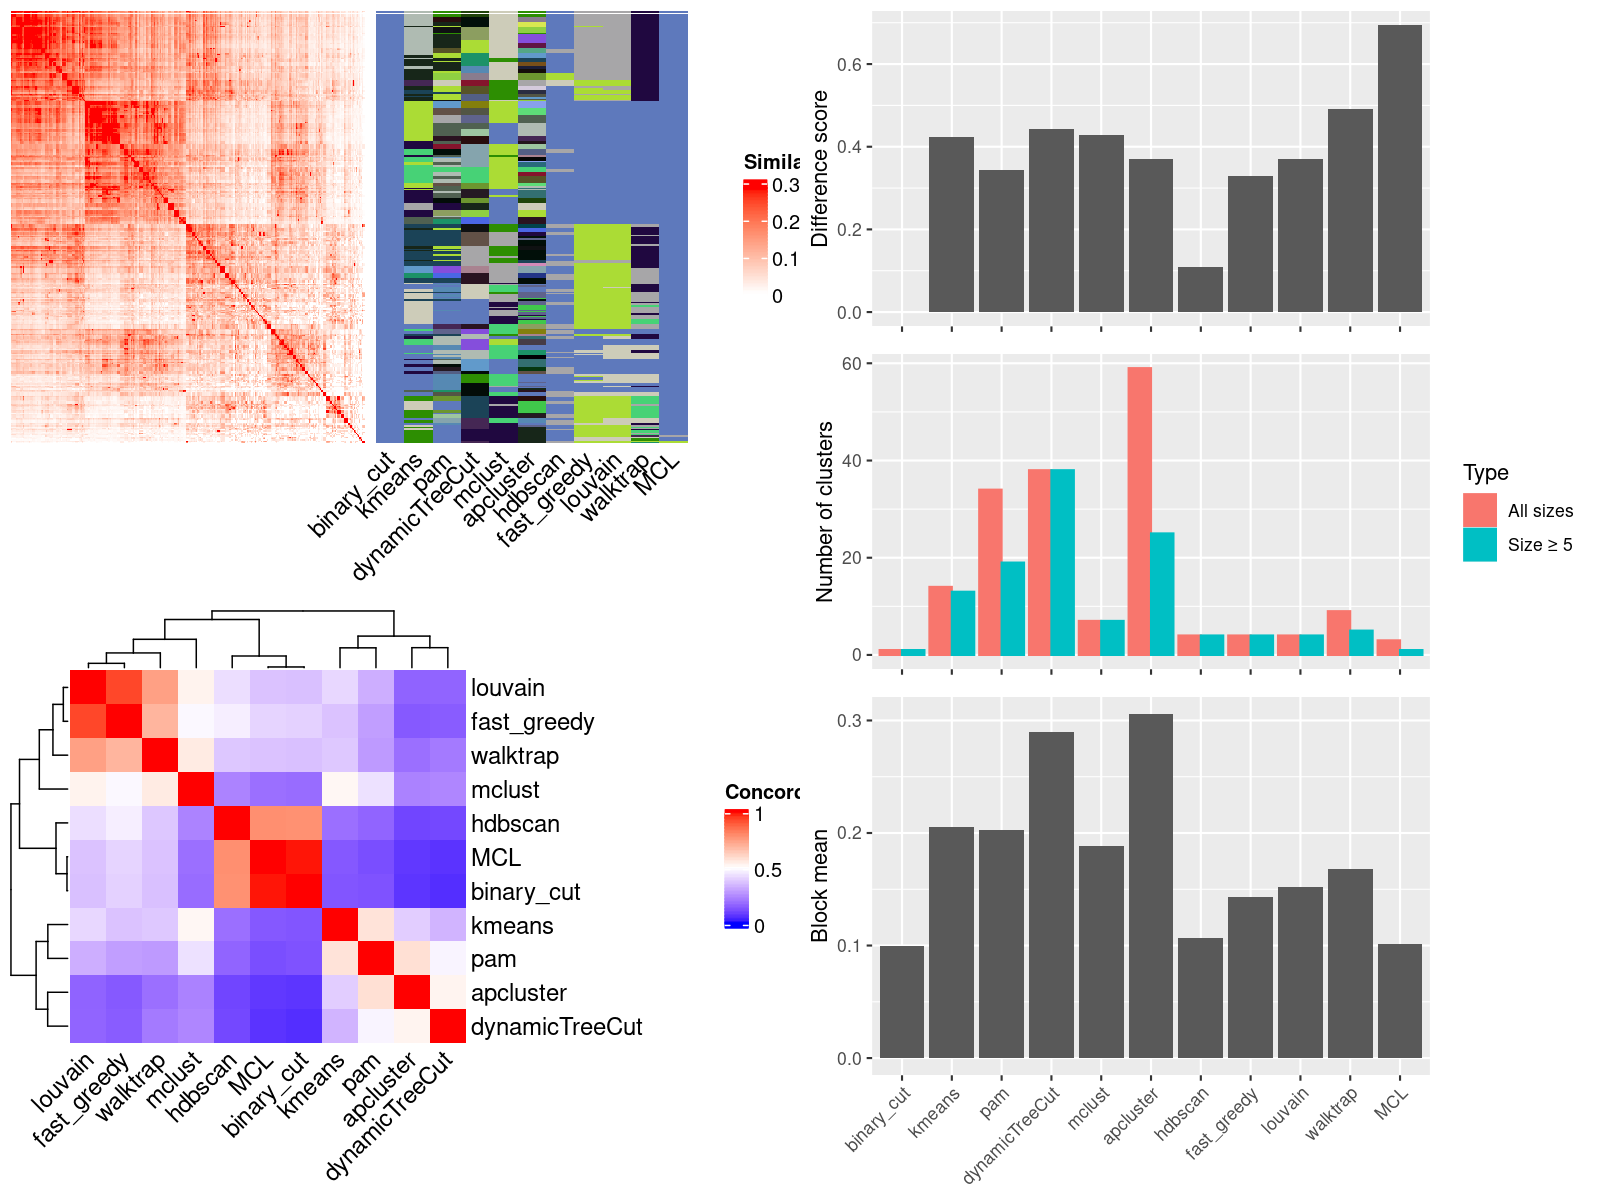 Simila
0.3
0.2
0.1
0
binary_cut
kmeans
pam
dynamicTreeCut
mclust
apcluster
hdbscan
fast_greedy
louvain
walktrap
MCL
Difference score
0.6
0.4
0.2
0.0
Number of clusters
60
40
20
0
Type
All sizes
Size ≥ 5
louvain
fast_greedy
walktrap
mclust
hdbscan
MCL
binary_cut
kmeans
pam
apcluster
dynamicTreeCut
louvain
fast_greedy
walktrap
mclust
hdbscan
MCL
binary_cut
kmeans
pam
apcluster
dynamicTreeCut
Concord
1
0.5
0
Block mean
0.3
0.2
0.1
0.0
binary_cut
kmeans
pam
dynamicTreeCut
mclust
apcluster
hdbscan
fast_greedy
louvain
walktrap
MCL